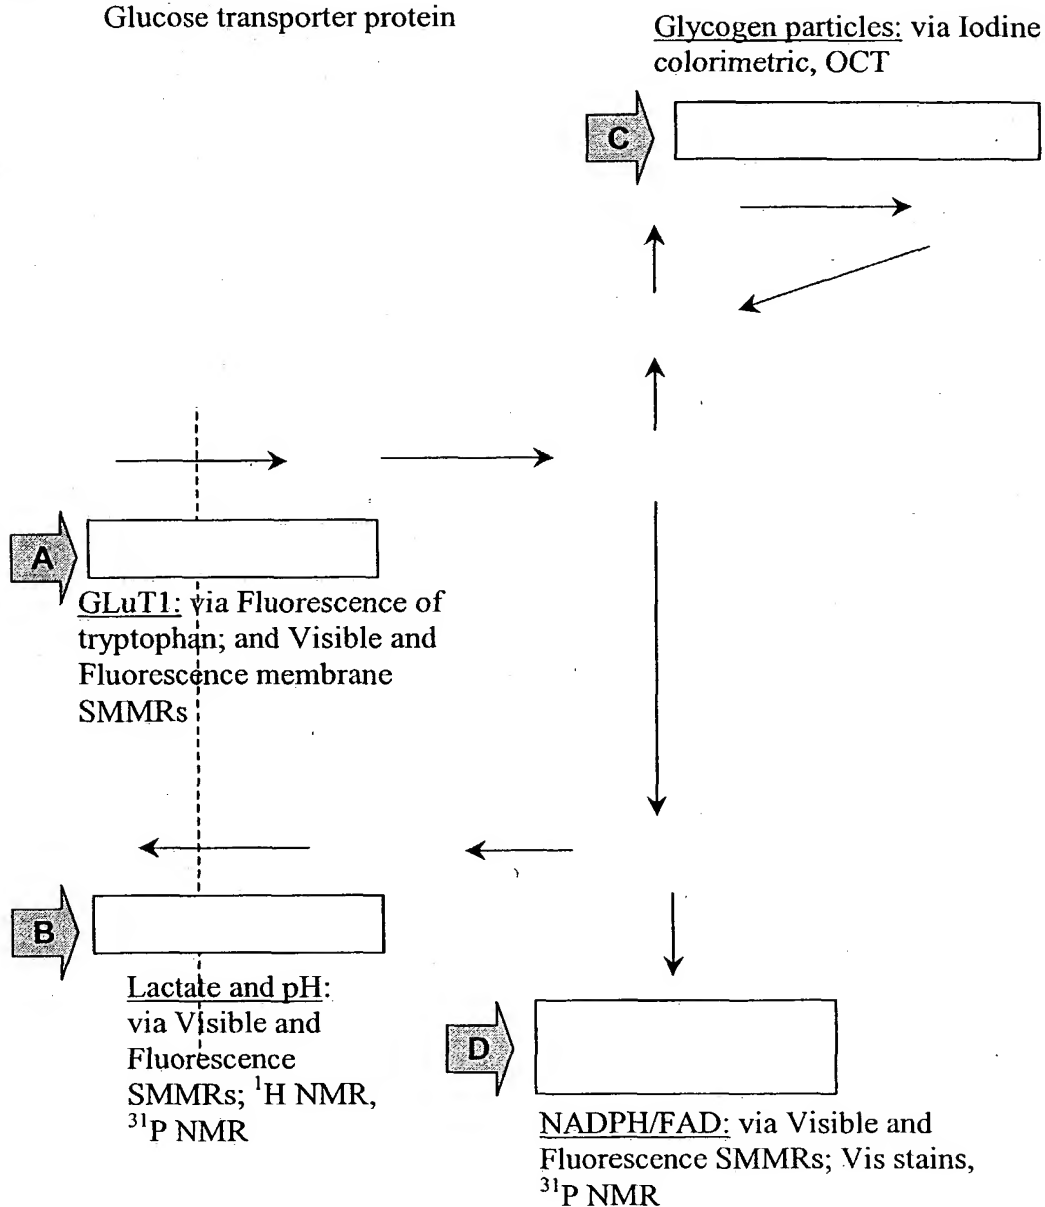 Glucose transporter protein
Glycogen particles: via Iodine
colorimetric, OCT
C
A
GLuT1: via Fluorescence of
tryptophan; and Visible and
Fluorescence membrane
SMMRs
B
Lactate and pH:
via Visible and
Fluorescence
SMMRs; ¹H NMR,
³¹P NMR
D
NADPH/FAD: via Visible and
Fluorescence SMMRs; Vis stains,
³¹P NMR